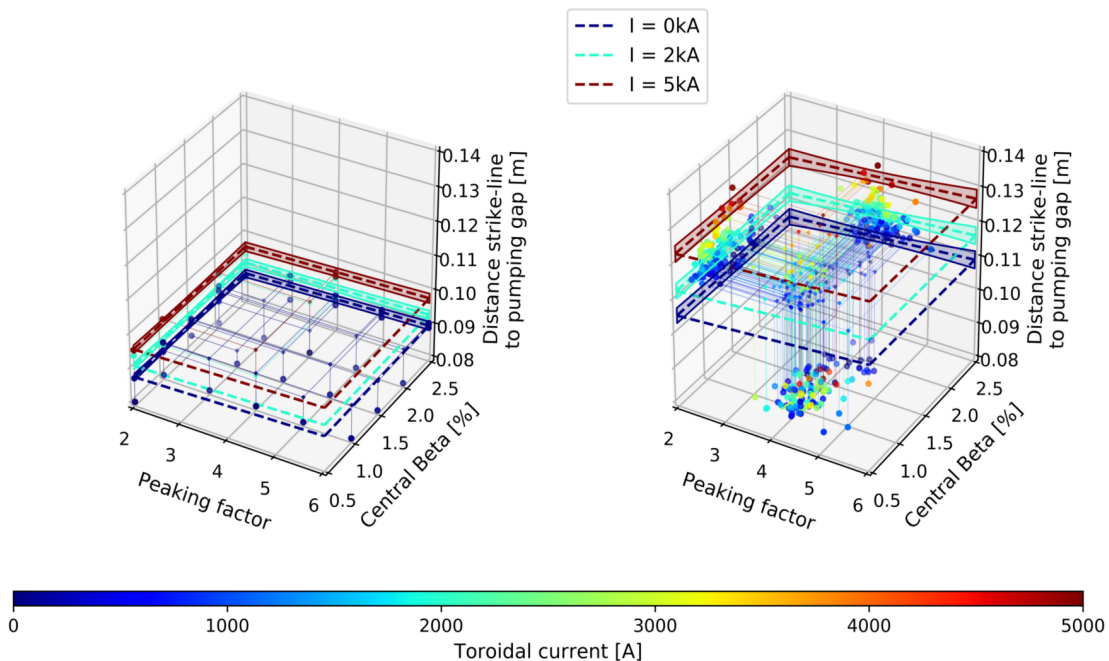 I = 0kA
I = 2kA
I = 5kA
0.14
0.13
0.12
0.11
0.10
0.09
0.08
Distance strike-line
to pumping gap [m]
2
3
4
5
6
Peaking factor
0.5
1.0
1.5
2.0
2.5
Central Beta [%]
0.14
0.13
0.12
0.11
0.10
0.09
0.08
Distance strike-line
to pumping gap [m]
2
3
4
5
6
Peaking factor
0.5
1.0
1.5
2.0
2.5
Central Beta [%]
0 1000 2000 3000 4000 5000
Toroidal current [A]